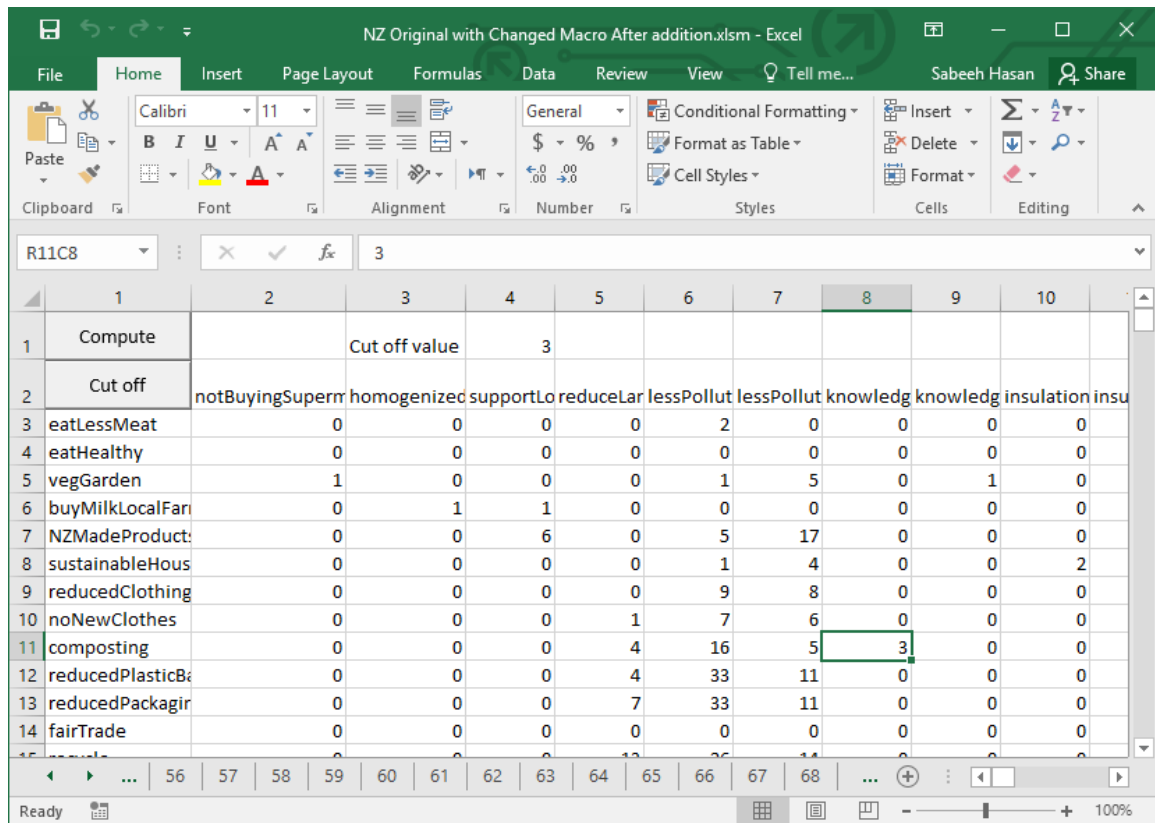 NZ Original with Changed Macro After addition.xlsm - Excel
File Home Insert Page Layout Formulas Data Review View Tell me... Sabeeh Hasan Share
Calibri 11 General Conditional Formatting Insert
Paste B I U A A $ % , Format as Table Delete
A Cell Styles Format
Clipboard Font Alignment Number Styles Cells Editing
R11C8 fx 3
1 2 3 4 5 6 7 8 9 10
1 Compute Cut off value 3
2 Cut off notBuyingSuperm homogenized supportLo reduceLar lessPollut lessPollut knowledg knowledg insulation insu
3 eatLessMeat 0 0 0 0 2 0 0 0 0
4 eatHealthy 0 0 0 0 0 0 0 0 0
5 vegGarden 1 0 0 0 1 5 0 1 0
6 buyMilkLocalFarı 0 1 1 0 0 0 0 0 0
7 NZMadeProducts 0 0 6 0 5 17 0 0 0
8 sustainableHous 0 0 0 0 1 4 0 0 2
9 reducedClothing 0 0 0 0 9 8 0 0 0
10 noNewClothes 0 0 0 1 7 6 0 0 0
11 composting 0 0 0 4 16 5 3 0 0
12 reducedPlasticBa 0 0 0 4 33 11 0 0 0
13 reducedPackagir 0 0 0 7 33 11 0 0 0
14 fairTrade 0 0 0 0 0 0 0 0 0
... 56 57 58 59 60 61 62 63 64 65 66 67 68 ...
Ready 100%